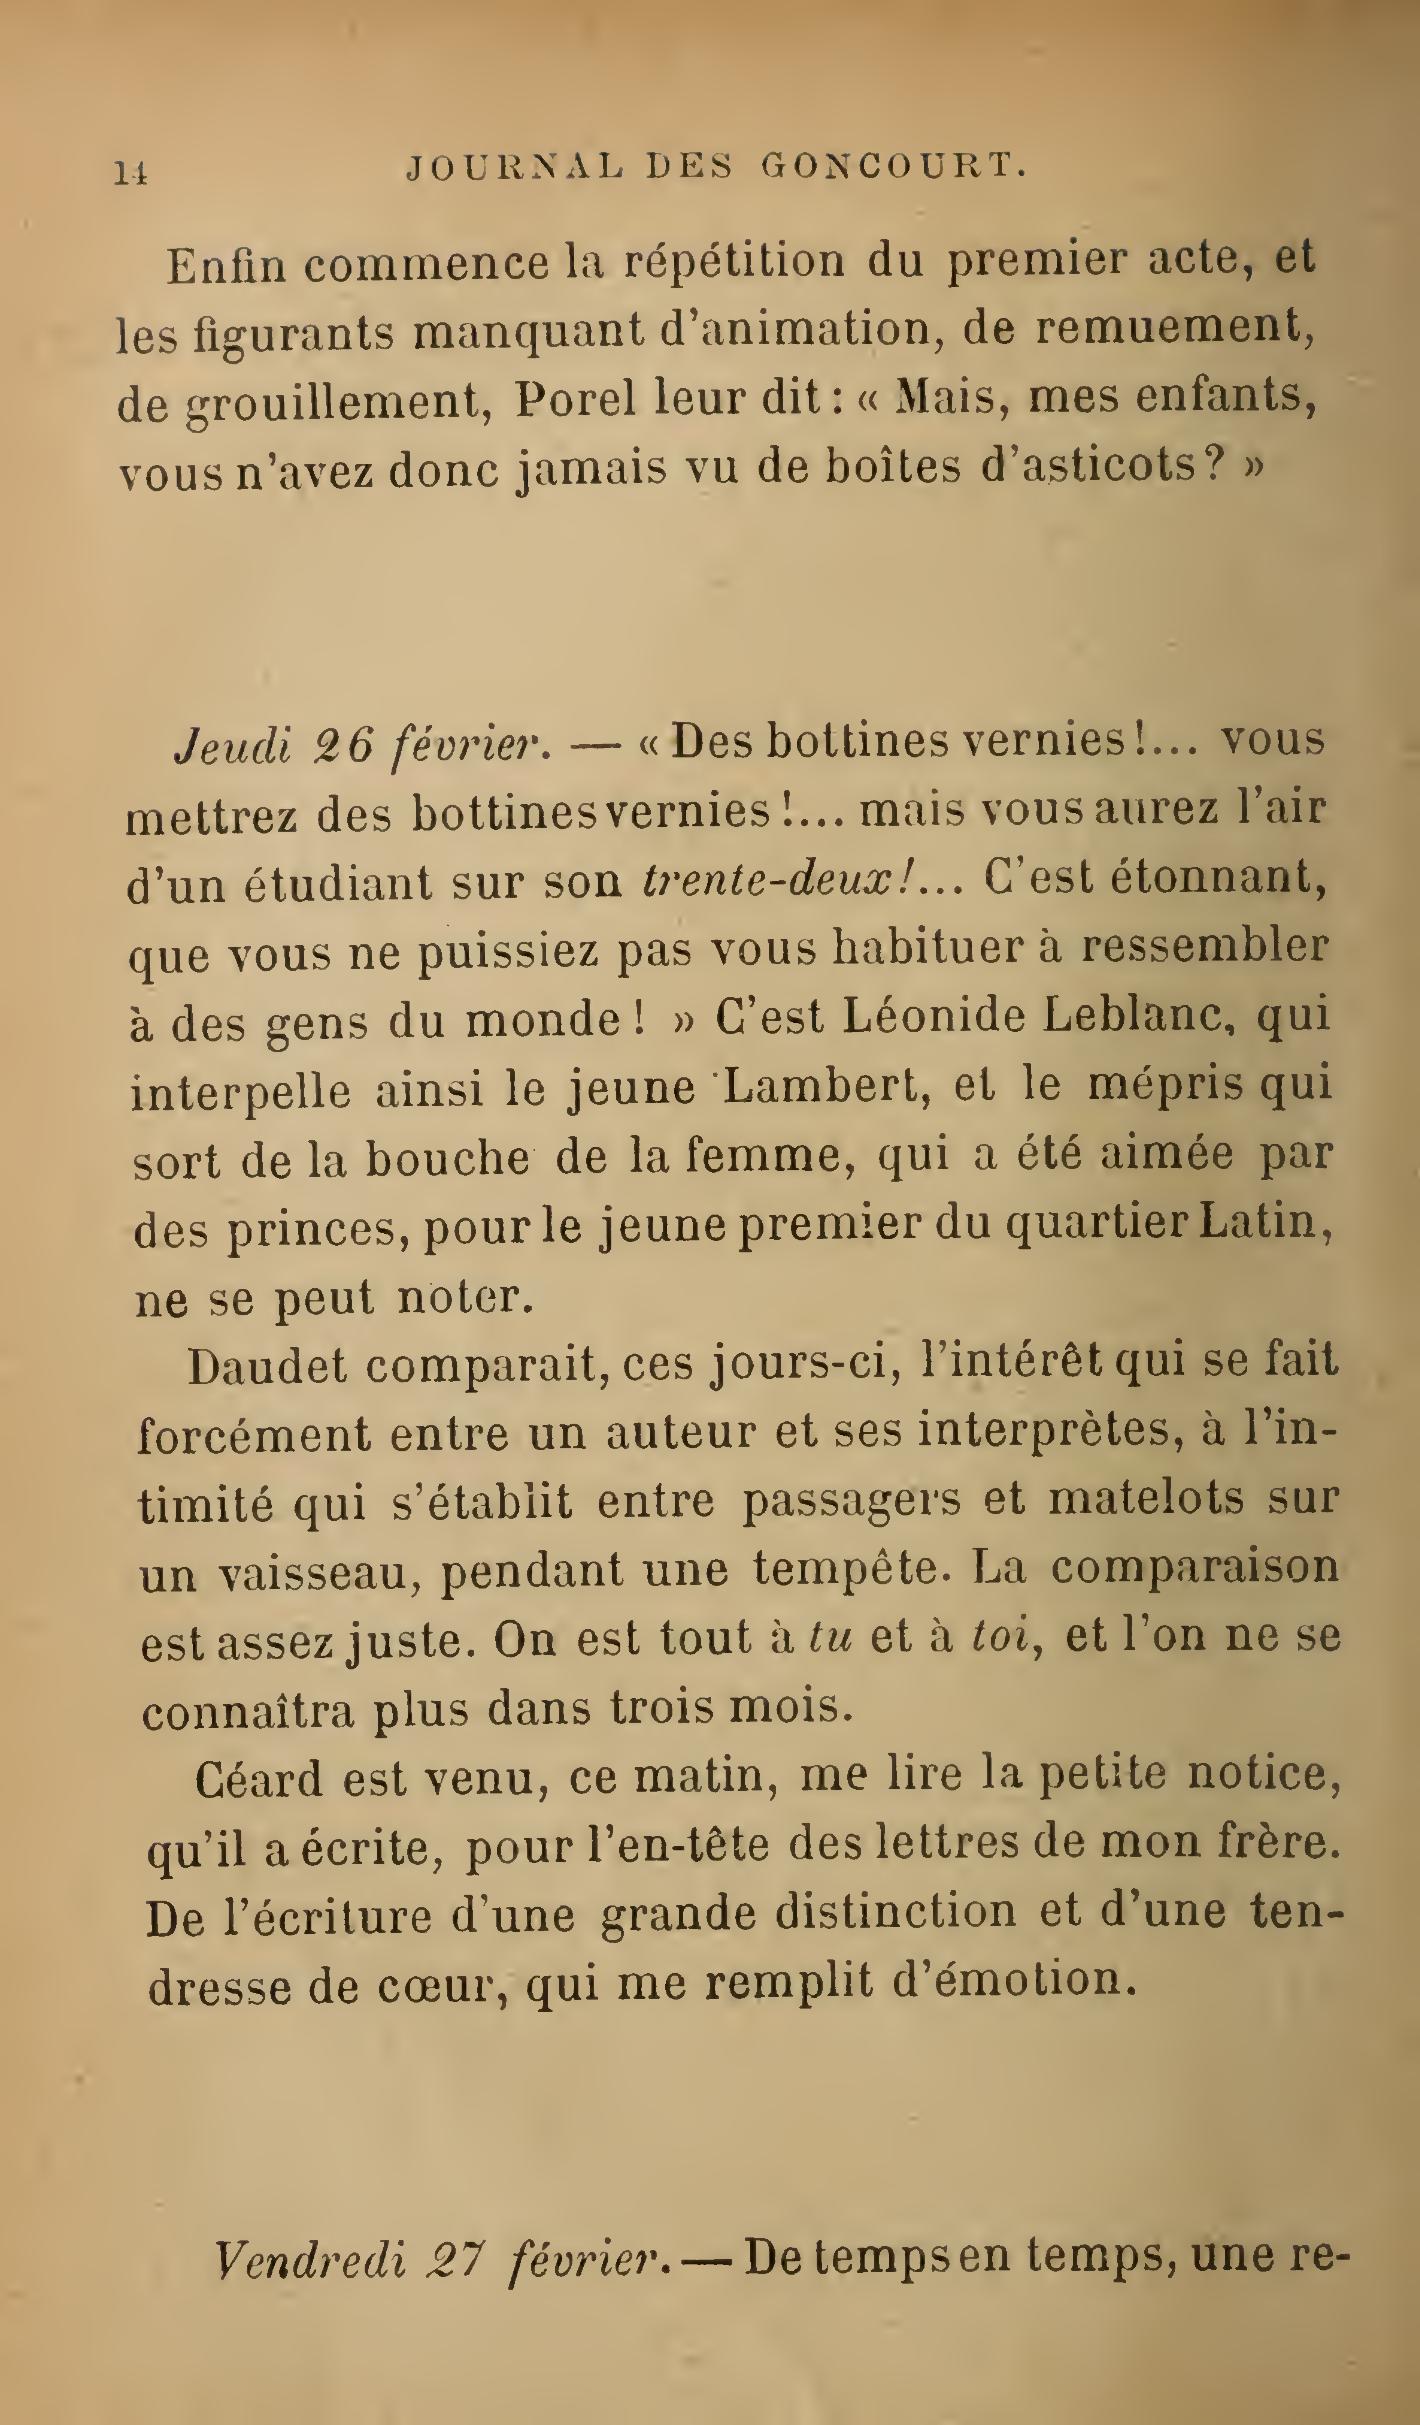 14 JOURNAL DES GONCOURT.
Enfin commence la répétition du premier acte, et
les figurants manquant d'animation, de remuement,
de grouillement, Porel leur dit : « Mais, mes enfants,
vous n'avez donc jamais vu de boîtes d'asticots ? »
Jeudi 26 février. — « Des bottines vernies !... vous
mettrez des bottines vernies !... mais vous aurez l'air
d'un étudiant sur son trente-deux !... C'est étonnant,
que vous ne puissiez pas vous habituer à ressembler
à des gens du monde ! » C'est Léonide Leblanc, qui
interpelle ainsi le jeune Lambert, et le mépris qui
sort de la bouche de la femme, qui a été aimée par
des princes, pour le jeune premier du quartier Latin,
ne se peut noter.
Daudet comparait, ces jours-ci, l'intérêt qui se fait
forcément entre un auteur et ses interprètes, à l'in-
timité qui s'établit entre passagers et matelots sur
un vaisseau, pendant une tempête. La comparaison
est assez juste. On est tout à tu et à toi, et l'on ne se
connaîtra plus dans trois mois.
Céard est venu, ce matin, me lire la petite notice,
qu'il a écrite, pour l'en-tête des lettres de mon frère.
De l'écriture d'une grande distinction et d'une ten-
dresse de cœur, qui me remplit d'émotion.
Vendredi 27 février. — De temps en temps, une re-